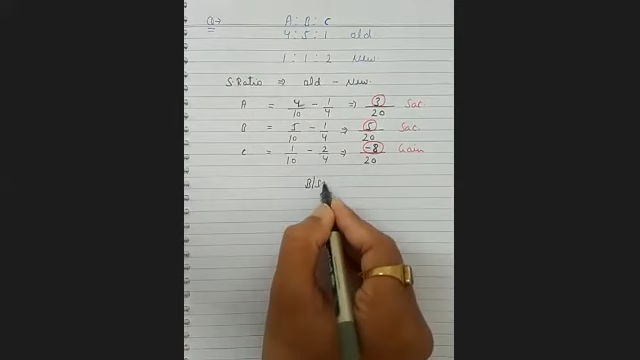 Q→ A : B : C
4 : 5 : 1 old
1 : 1 : 2 New
S.Ratio ⇒ old - New.
A = 4/10 - 1/4 ⇒ 3/20 Sac.
B = 5/10 - 1/4 ⇒ 5/20 Sac.
C = 1/10 - 2/4 ⇒ -8/20 Gain
B/S